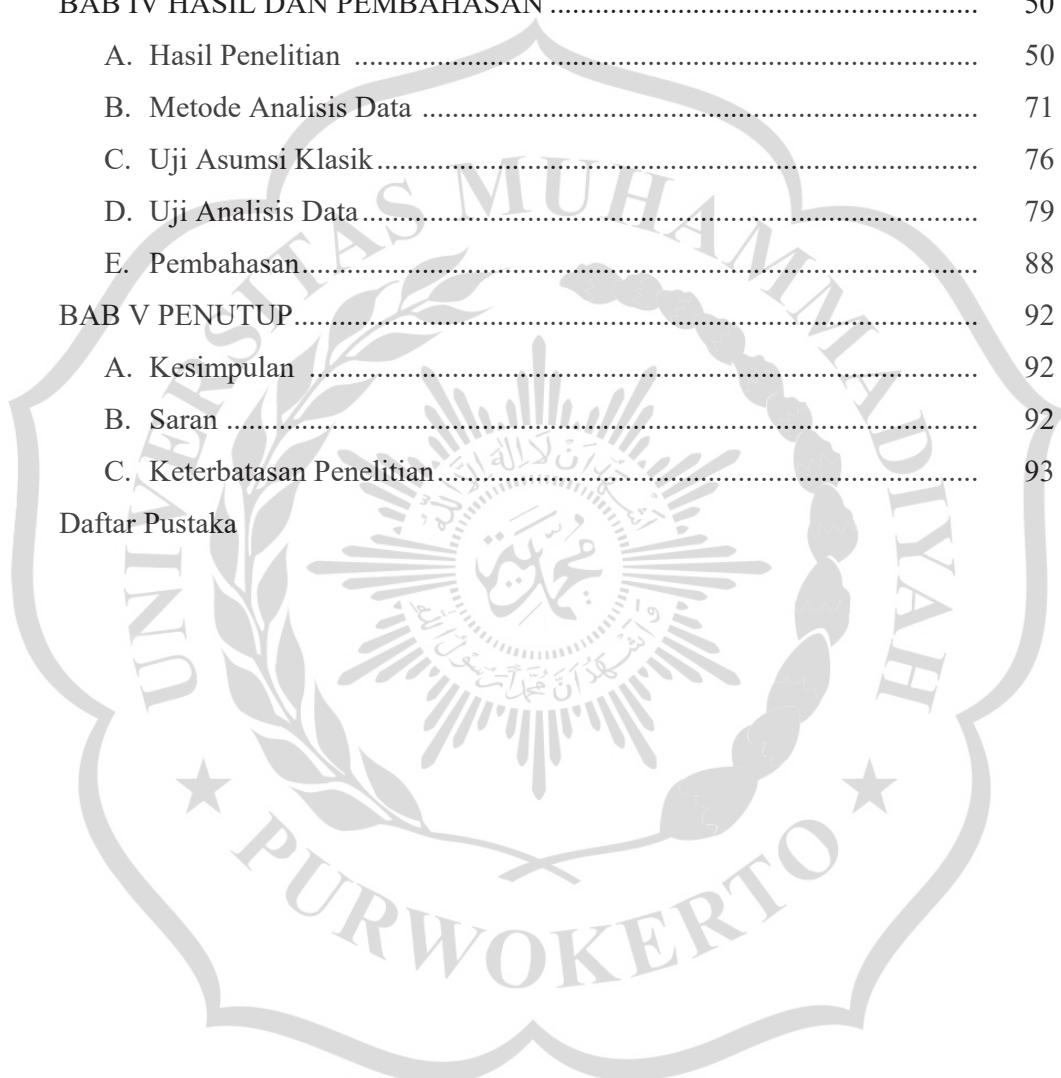 BAB IV HASIL DAN PEMBAHASAN ........................................................ 50
A. Hasil Penelitian ................................................................................. 50
B. Metode Analisis Data ........................................................................ 71
C. Uji Asumsi Klasik .............................................................................. 76
D. Uji Analisis Data ................................................................................ 79
E. Pembahasan ........................................................................................ 88
BAB V PENUTUP ......................................................................................... 92
A. Kesimpulan ....................................................................................... 92
B. Saran .................................................................................................. 92
C. Keterbatasan Penelitian ...................................................................... 93
Daftar Pustaka
UNIVERSITAS MUHAMMADIYAH
PURWOKERTO